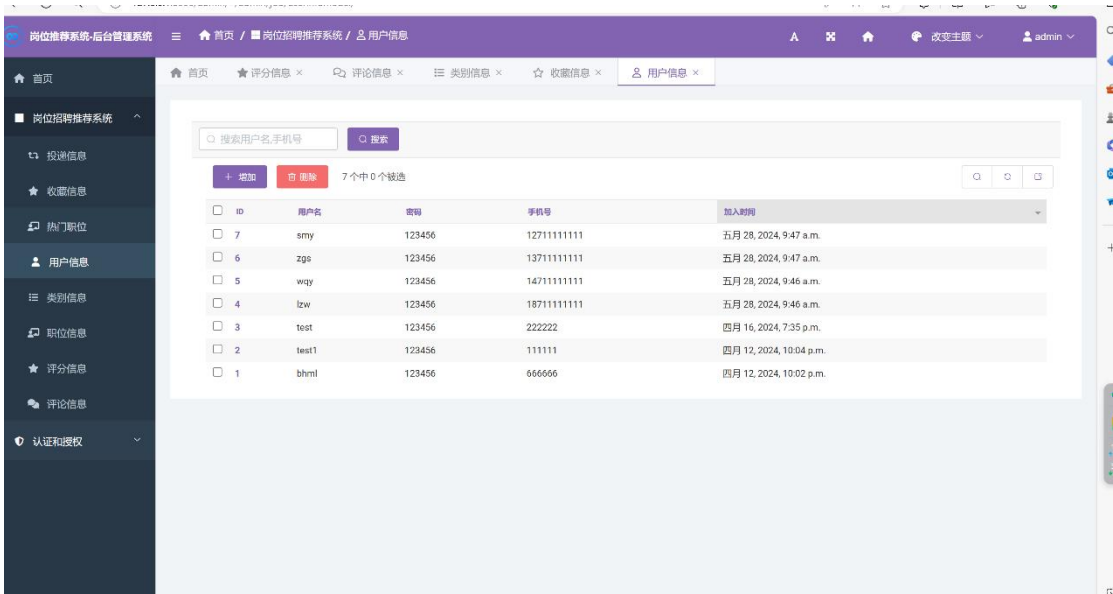 岗位推荐系统-后台管理系统 首页 / 岗位招聘推荐系统 / 用户信息 A 改变主题 admin
首页 评分信息 × 评论信息 × 类别信息 × 收藏信息 × 用户信息 ×
首页
岗位招聘推荐系统
投递信息
收藏信息
热门职位
用户信息
类别信息
职位信息
评分信息
评论信息
认证和授权
搜索用户名,手机号 搜索
+ 增加 删除 7 个中 0 个被选
ID 用户名 密码 手机号 加入时间
7 smy 123456 12711111111 五月 28, 2024, 9:47 a.m.
6 zgs 123456 13711111111 五月 28, 2024, 9:47 a.m.
5 wqy 123456 14711111111 五月 28, 2024, 9:46 a.m.
4 lzw 123456 18711111111 五月 28, 2024, 9:46 a.m.
3 test 123456 222222 四月 16, 2024, 7:35 p.m.
2 test1 123456 111111 四月 12, 2024, 10:04 p.m.
1 bhml 123456 666666 四月 12, 2024, 10:02 p.m.